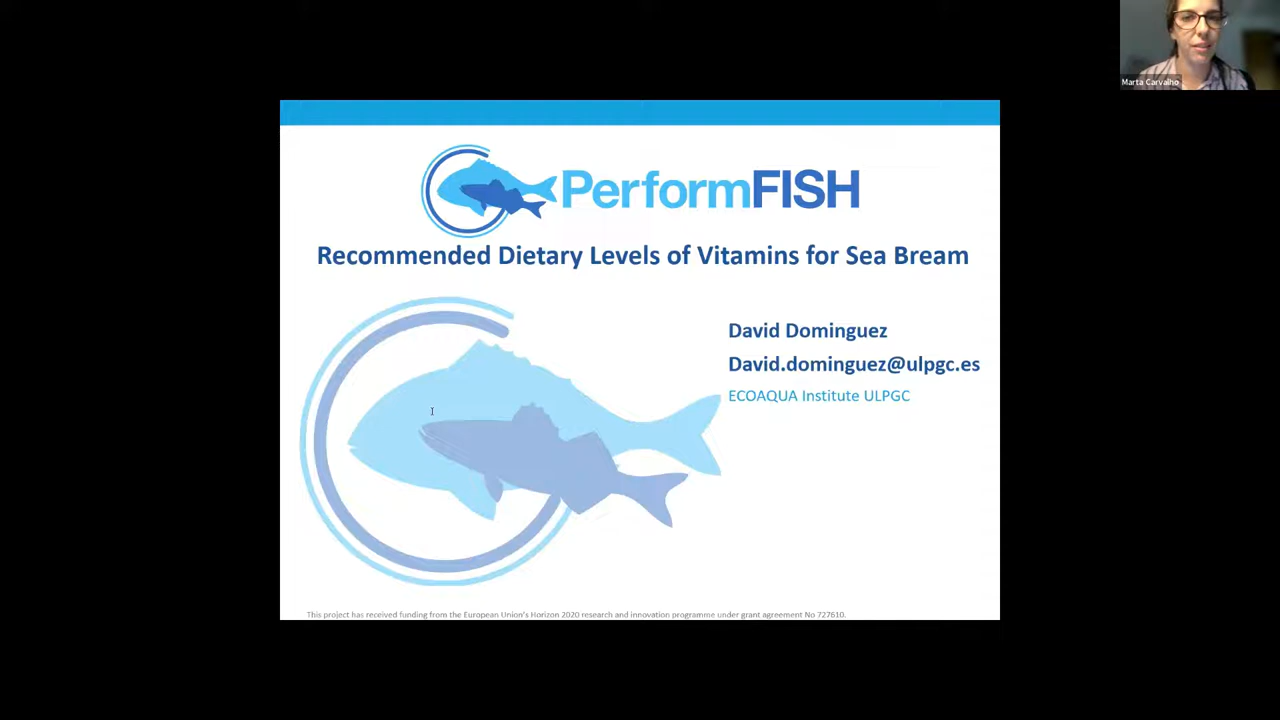 Marta Carvalho
PerformFISH
Recommended Dietary Levels of Vitamins for Sea Bream
David Dominguez
David.dominguez@ulpgc.es
ECOAQUA Institute ULPGC
This project has received funding from the European Union's Horizon 2020 research and innovation programme under grant agreement No 727610.